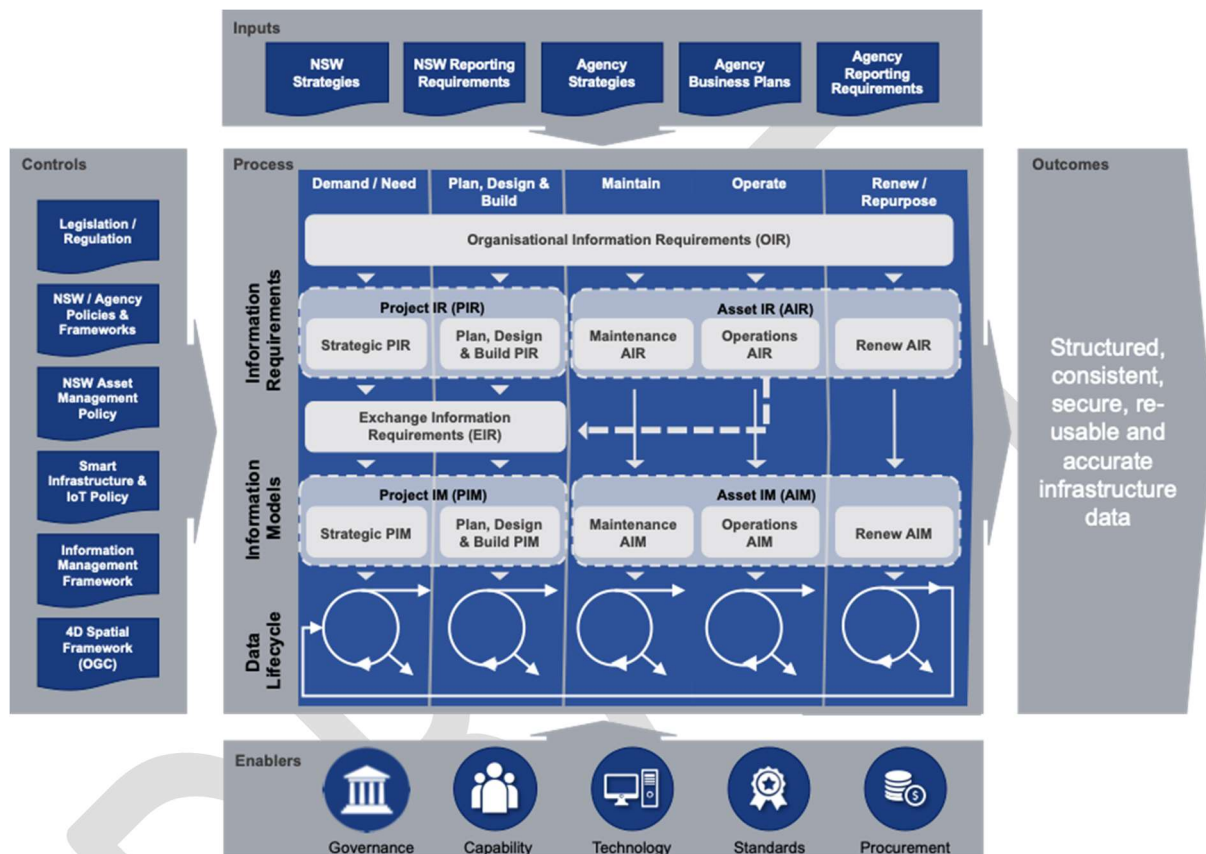 Inputs
NSW
Strategies
NSW Reporting
Requirements
Agency
Strategies
Agency
Business Plans
Agency
Reporting
Requirements
Controls
Legislation /
Regulation
NSW / Agency
Policies &
Frameworks
NSW Asset
Management
Policy
Smart
Infrastructure &
IoT Policy
Information
Management
Framework
4D Spatial
Framework
(OGC)
Process
Demand / Need
Plan, Design &
Build
Maintain
Operate
Renew /
Repurpose
Information
Requirements
Organisational Information Requirements (OIR)
Project IR (PIR)
Strategic PIR
Plan, Design
& Build PIR
Asset IR (AIR)
Maintenance
AIR
Operations
AIR
Renew AIR
Exchange Information
Requirements (EIR)
Information
Models
Project IM (PIM)
Strategic PIM
Plan, Design
& Build PIM
Asset IM (AIM)
Maintenance
AIM
Operations
AIM
Renew AIM
Data
Lifecycle
Outcomes
Structured,
consistent,
secure, re-
usable and
accurate
infrastructure
data
Enablers
Governance
Capability
Technology
Standards
$
Procurement